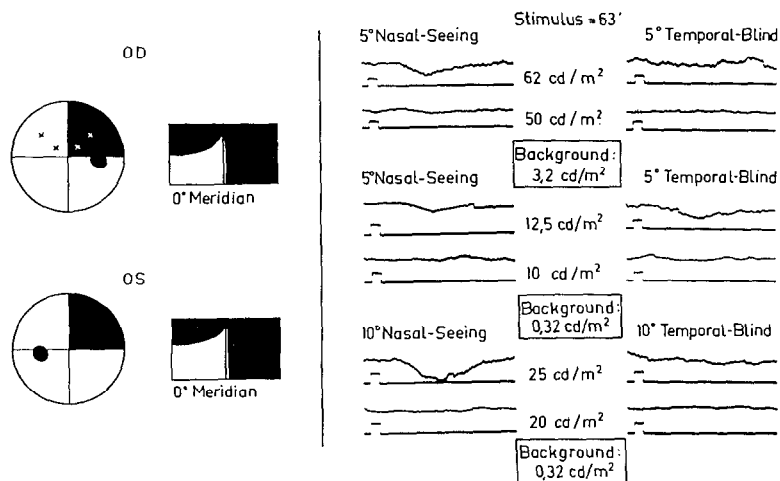 OD
0° Meridian
OS
0° Meridian
Stimulus = 63'
5° Nasal-Seeing
5° Temporal-Blind
62 cd/m²
50 cd/m²
Background:
3,2 cd/m²
5° Nasal-Seeing
5° Temporal-Blind
12,5 cd/m²
10 cd/m²
Background:
0,32 cd/m²
10° Nasal-Seeing
10° Temporal-Blind
25 cd/m²
20 cd/m²
Background:
0,32 cd/m²